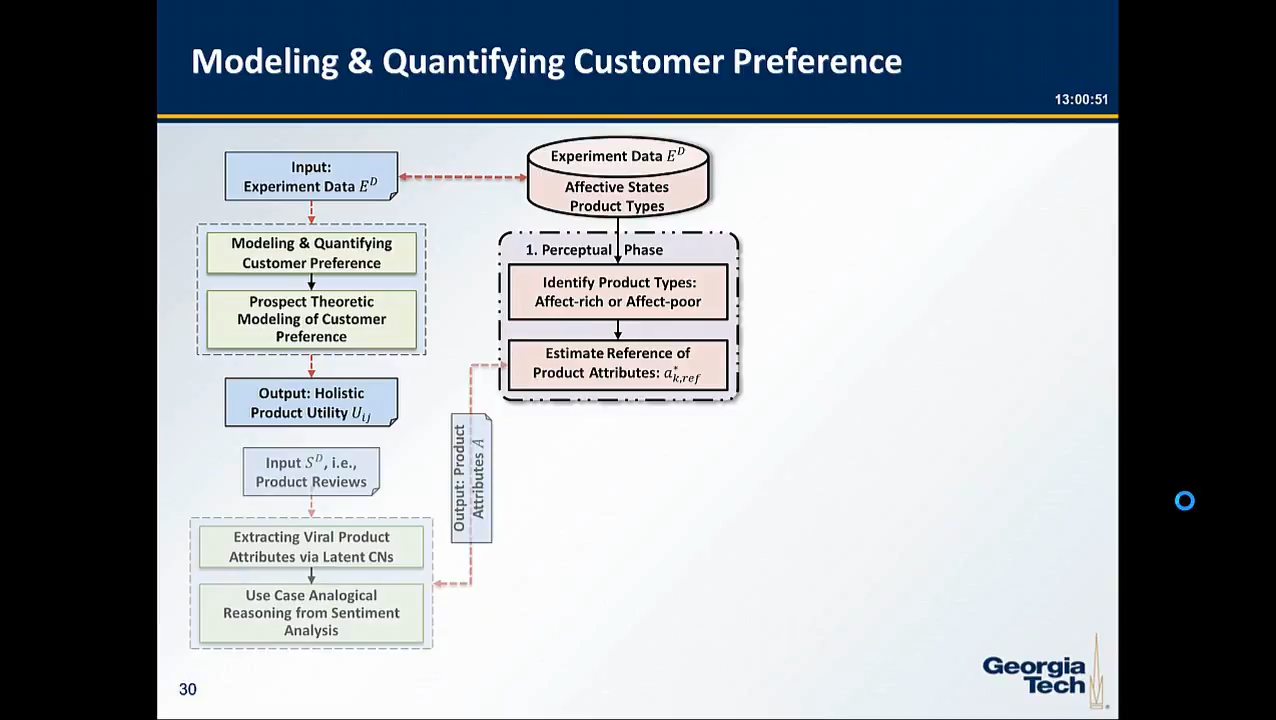 Modeling & Quantifying Customer Preference
13:00:51
Input:
Experiment Data E^D
Modeling & Quantifying
Customer Preference
Prospect Theoretic
Modeling of Customer
Preference
Output: Holistic
Product Utility U_ij
Input S^D, i.e.,
Product Reviews
Extracting Viral Product
Attributes via Latent CNs
Use Case Analogical
Reasoning from Sentiment
Analysis
Output: Product
Attributes A
Experiment Data E^D
Affective States
Product Types
1. Perceptual Phase
Identify Product Types:
Affect-rich or Affect-poor
Estimate Reference of
Product Attributes: a*_k,ref
30
Georgia
Tech